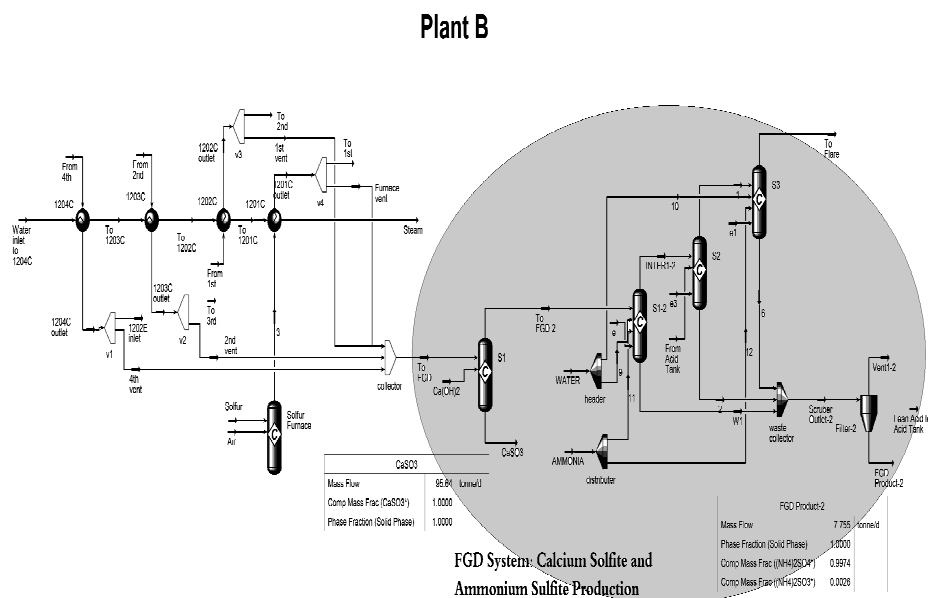 Plant B
To
2nd
1202C
outlet
v3
1st
vent
To
1st
From
4th
From
2nd
1201C
outlet
v4
Furnace
vent
1204C
1203C
1202C
1201C
Water
inlet
to
1204C
To
1203C
To
1202C
To
1201C
Steam
From
1st
1203C
outlet
To
3rd
1204C
outlet
1202E
inlet
v1
v2
2nd
vent
4th
vent
3
collector
To
FGD
S1
Ca(OH)2
CaSO3
Solfur
Air
Solfur
Furnace
To
Flare
S3
1
10
e1
S2
INTER1-2
e3
S1-2
To
FGD 2
e
From
Acid
Tank
12
6
WATER
header
9
11
2
W1
AMMONIA
distributer
waste
collector
Scruber
Outlet-2
Filter-2
Vent1-2
Lean Acid
Acid Tank
FGD
Product-2
CaSO3
Mass Flow 95.64 tonne/d
Comp Mass Frac (CaSO3*) 1.0000
Phase Fraction (Solid Phase) 1.0000
FGD Product-2
Mass Flow 7.755 tonne/d
Phase Fraction (Solid Phase) 1.0000
Comp Mass Frac ((NH4)2SO4*) 0.9974
Comp Mass Frac ((NH4)2SO3*) 0.0026
FGD System: Calcium Solfite and
Ammonium Sulfite Production